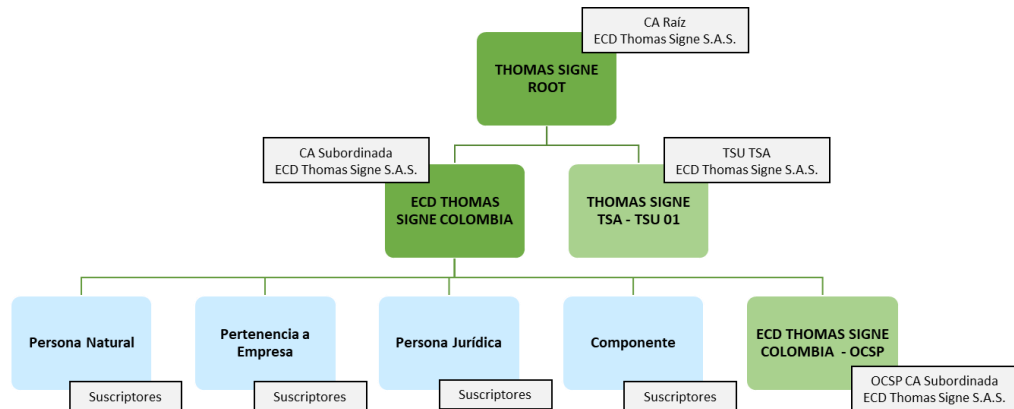 CA Raíz
ECD Thomas Signe S.A.S.
THOMAS SIGNE
ROOT
CA Subordinada
ECD Thomas Signe S.A.S.
TSU TSA
ECD Thomas Signe S.A.S.
ECD THOMAS
SIGNE COLOMBIA
THOMAS SIGNE
TSA - TSU 01
Persona Natural
Pertenencia a
Empresa
Persona Jurídica
Componente
ECD THOMAS SIGNE
COLOMBIA - OCSP
Suscriptores
Suscriptores
Suscriptores
Suscriptores
OCSP CA Subordinada
ECD Thomas Signe S.A.S.